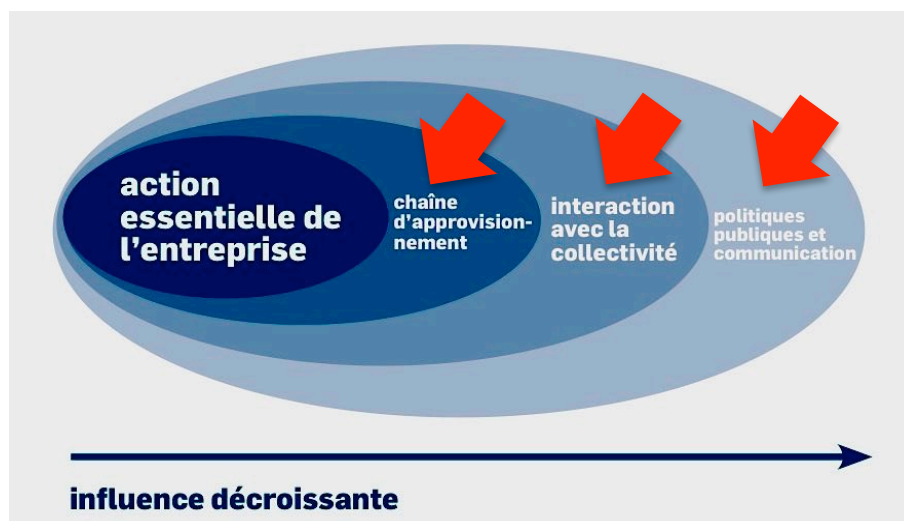 action
essentielle de
l'entreprise
chaîne
d'approvision-
nement
interaction
avec la
collectivité
politiques
publiques et
communication
influence décroissante